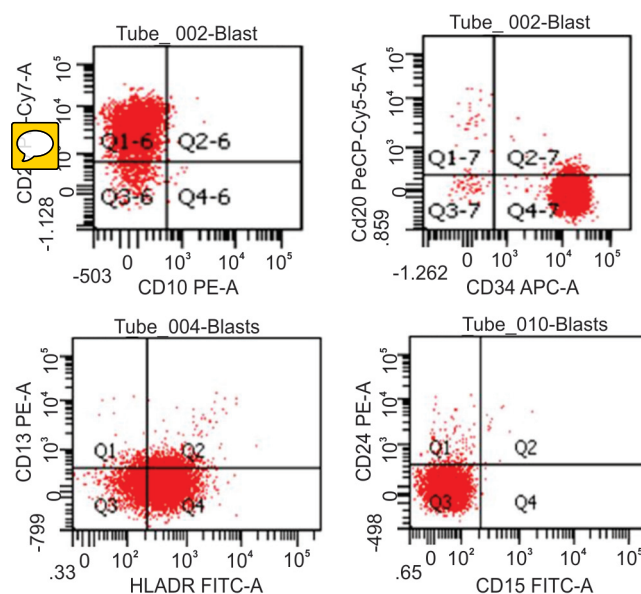 Tube_ 002-Blast
-Cy7-A
10⁵
10⁴
10³
0
-1.128
Q1-6
Q2-6
Q3-6
Q4-6
-503
0
10³
10⁴
10⁵
CD10 PE-A
Tube_ 002-Blast
Cd20 PeCP-Cy5-5-A
10⁵
10⁴
10³
0
.859
Q1-7
Q2-7
Q3-7
Q4-7
-1.262
0
10³
10⁴
10⁵
CD34 APC-A
Tube_ 004-Blasts
CD13 PE-A
10⁵
10⁴
10³
0
-799
Q1
Q2
Q3
Q4
.33
0
10²
10³
10⁴
10⁵
HLADR FITC-A
Tube_010-Blasts
CD24 PE-A
10⁵
10⁴
10³
0
-498
Q1
Q2
Q3
Q4
.65
0
10²
10³
10⁴
10⁵
CD15 FITC-A